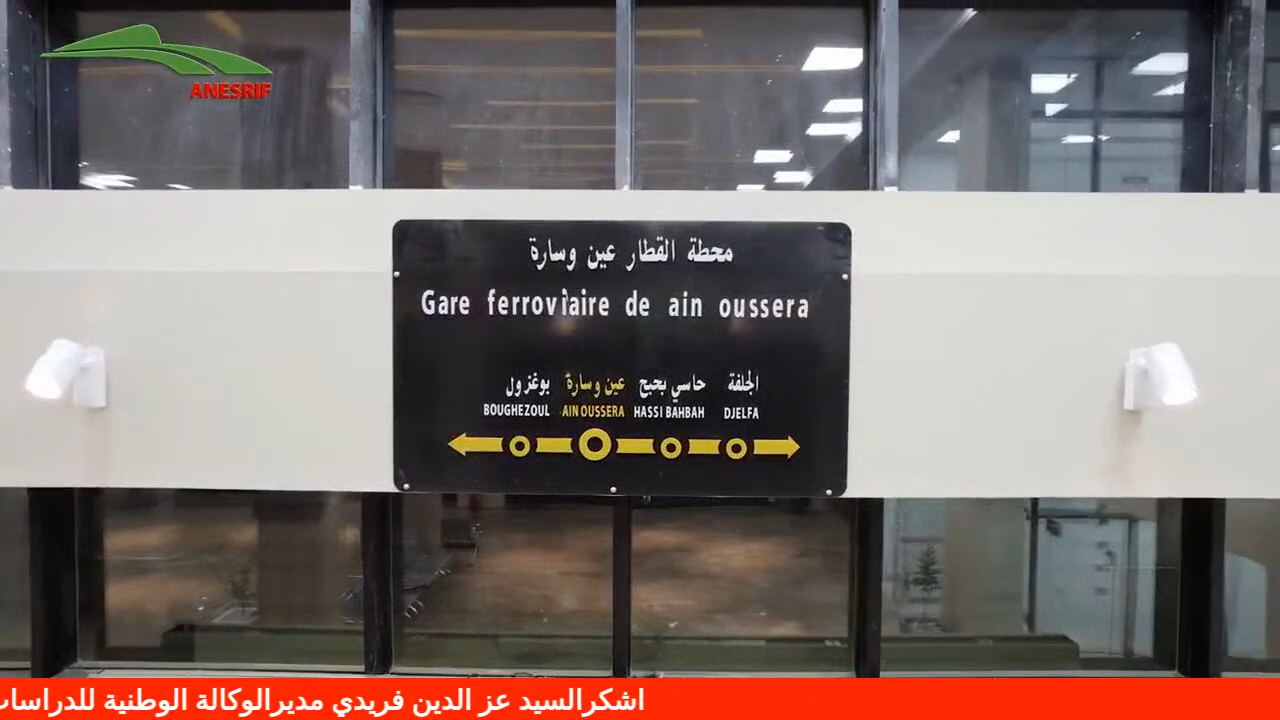 ANESRIF
محطة القطار عين وسارة
Gare ferroviaire de ain oussera
بوغزول عين وسارة حاسي بحبح الجلفة
BOUGHEZOUL AIN OUSSERA HASSI BAHBAH DJELFA
اشكرالسيد عز الدين فريدي مديرالوكالة الوطنية للدراسات